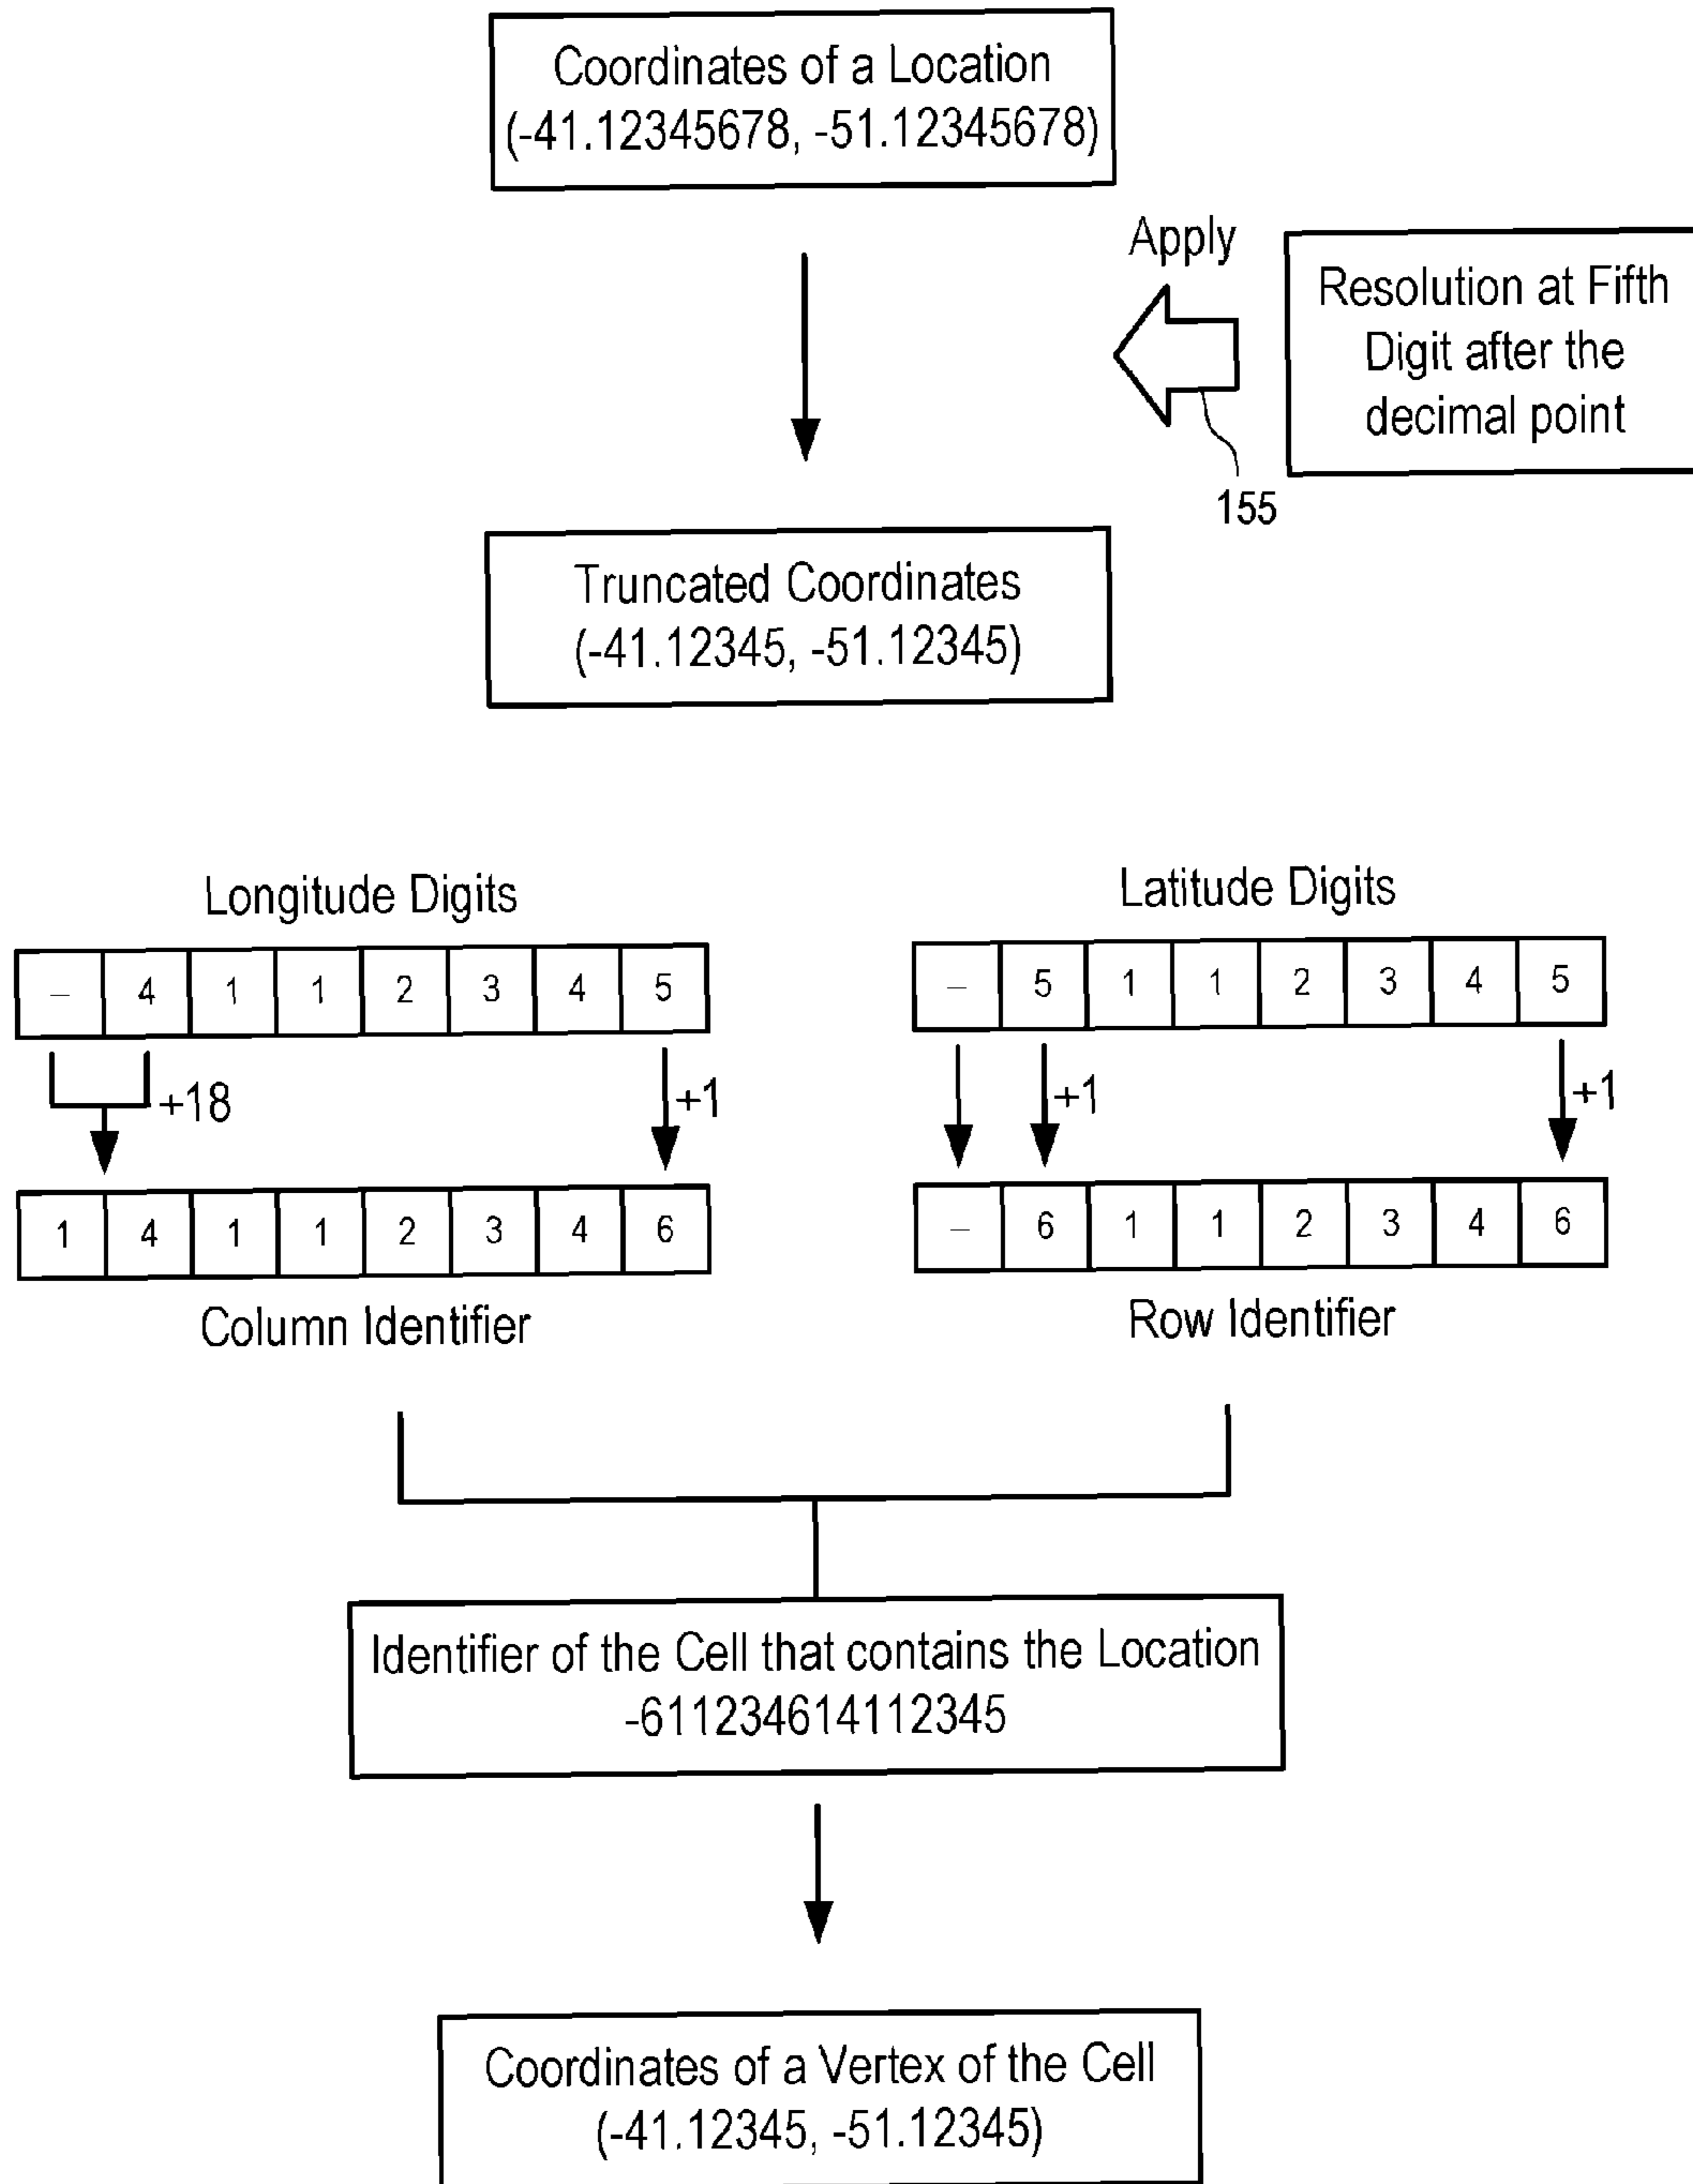 Coordinates of a Location
(-41.12345678, -51.12345678)
Apply
Resolution at Fifth
Digit after the
decimal point
155
Truncated Coordinates
(-41.12345, -51.12345)
Longitude Digits
– 4 1 1 2 3 4 5
+18
+1
1 4 1 1 2 3 4 6
Column Identifier
Latitude Digits
– 5 1 1 2 3 4 5
+1
+1
– 6 1 1 2 3 4 6
Row Identifier
Identifier of the Cell that contains the Location
-611234614112345
Coordinates of a Vertex of the Cell
(-41.12345, -51.12345)